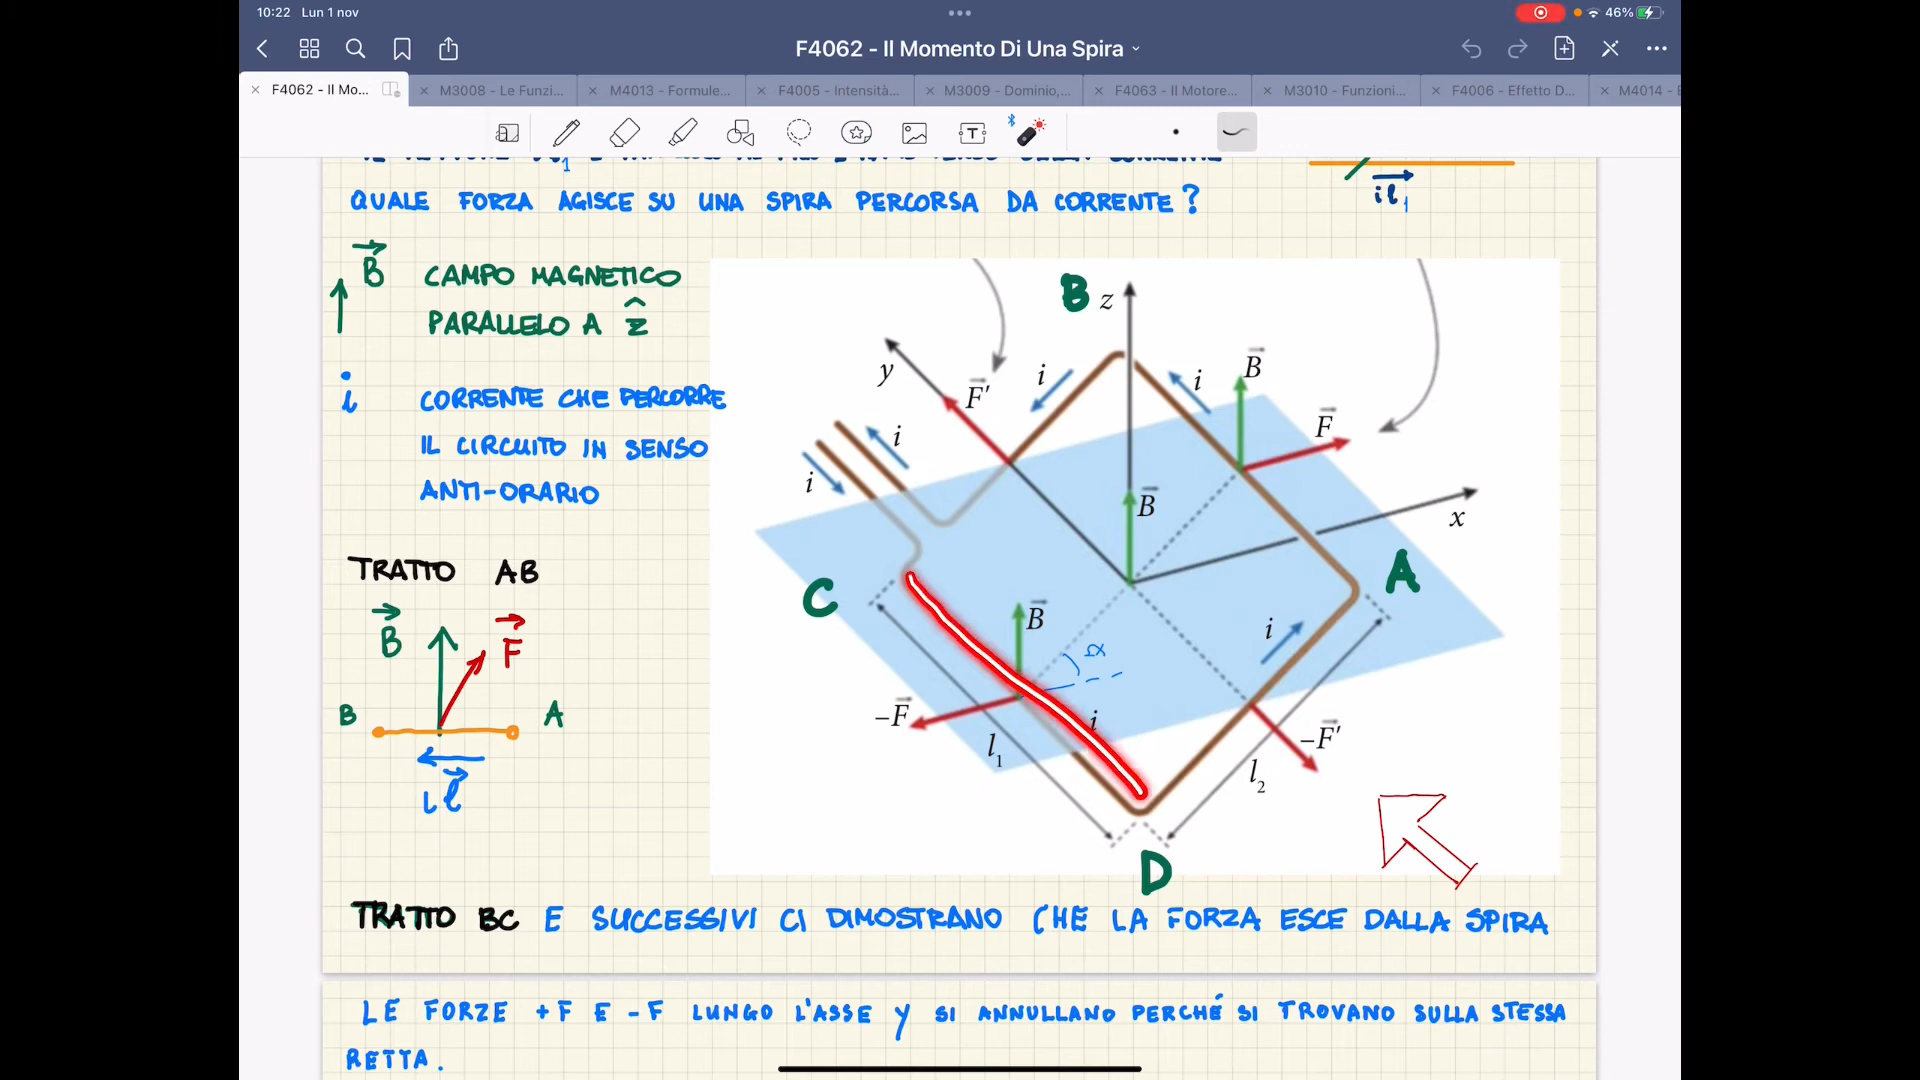 10:22 Lun 1 nov
46%
F4062 - Il Momento Di Una Spira
F4062 - Il Mo...
M3008 - Le Funzi...
M4013 - Formule...
F4005 - Intensità...
M3009 - Dominio,...
F4063 - Il Motore...
M3010 - Funzioni...
F4006 - Effetto D...
M4014 -
il₁
QUALE FORZA AGISCE SU UNA SPIRA PERCORSA DA CORRENTE?
B CAMPO MAGNETICO
PARALLELO A ẑ
i CORRENTE CHE PERCORRE
IL CIRCUITO IN SENSO
ANTI-ORARIO
TRATTO AB
B F
B A
il
B z
y F' i i B
F
i
i
B
x
C A
B
α
i
-F
i
l₁
-F'
l₂
D
TRATTO BC E SUCCESSIVI CI DIMOSTRANO CHE LA FORZA ESCE DALLA SPIRA
LE FORZE +F E -F LUNGO L'ASSE Y SI ANNULLANO PERCHÉ SI TROVANO SULLA STESSA
RETTA.